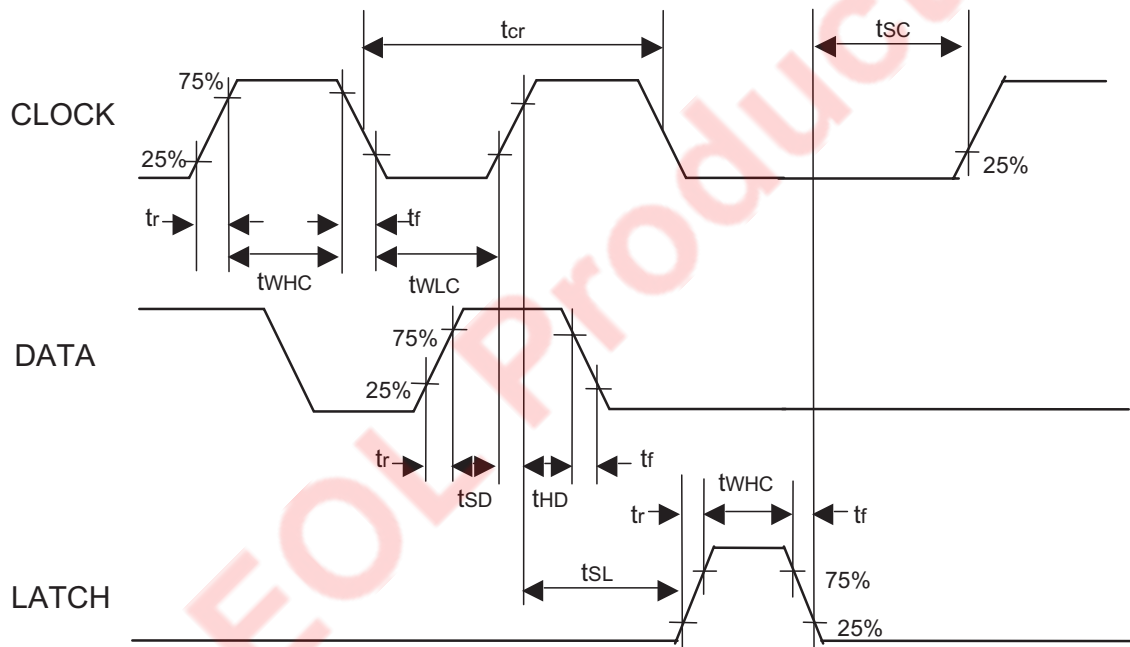 tcr
tSC
75%
CLOCK
25%
25%
tr
tf
tWHC
tWLC
75%
DATA
25%
tr
tf
tSD
tHD
tWHC
tr
tf
tSL
75%
LATCH
25%
EOL Product